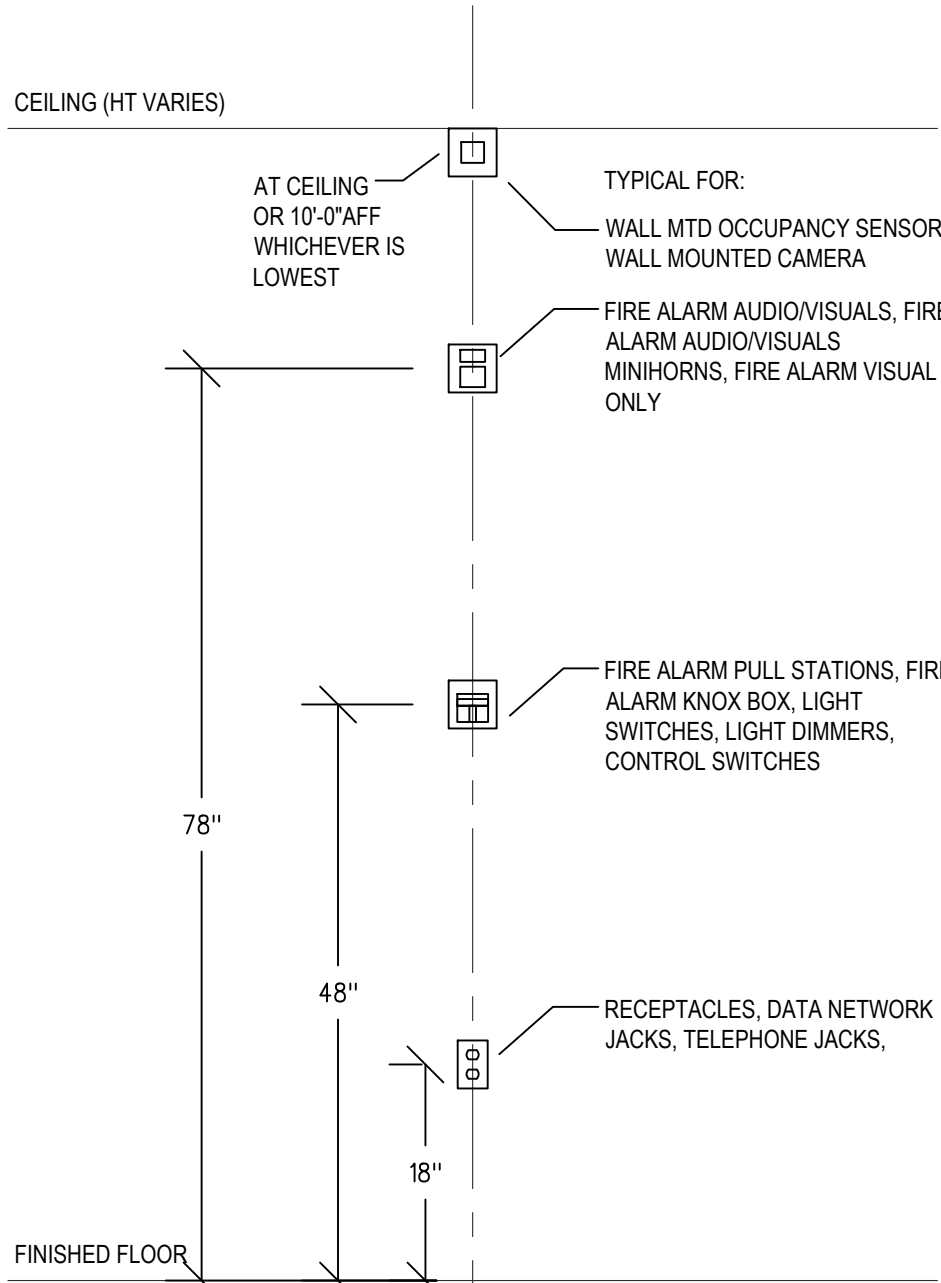 CEILING (HT VARIES)
AT CEILING
OR 10'-0"AFF
WHICHEVER IS
LOWEST
TYPICAL FOR:
WALL MTD OCCUPANCY SENSOR
WALL MOUNTED CAMERA
FIRE ALARM AUDIO/VISUALS, FIRE
ALARM AUDIO/VISUALS
MINIHORNS, FIRE ALARM VISUAL
ONLY
FIRE ALARM PULL STATIONS, FIRE
ALARM KNOX BOX, LIGHT
SWITCHES, LIGHT DIMMERS,
CONTROL SWITCHES
78"
48"
RECEPTACLES, DATA NETWORK
JACKS, TELEPHONE JACKS,
18"
FINISHED FLOOR